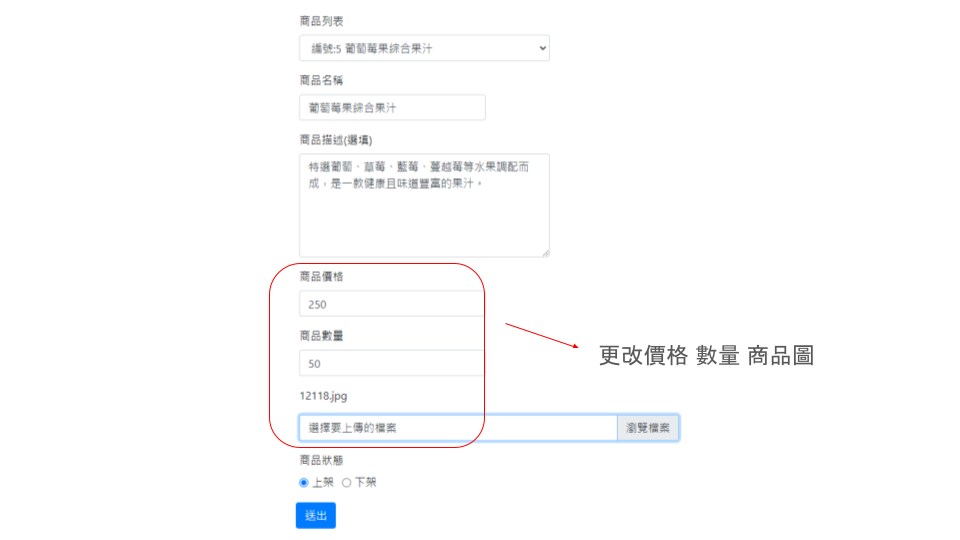 商品列表
編號:5 葡萄莓果綜合果汁
商品名稱
葡萄莓果綜合果汁
商品描述(選填)
特選葡萄、草莓、藍莓、蔓越莓等水果調配而
成，是一款健康且味道豐富的果汁。
商品價格
250
商品數量
50
更改價格 數量 商品圖
12118.jpg
選擇要上傳的檔案 瀏覽檔案
商品狀態
上架 下架
送出